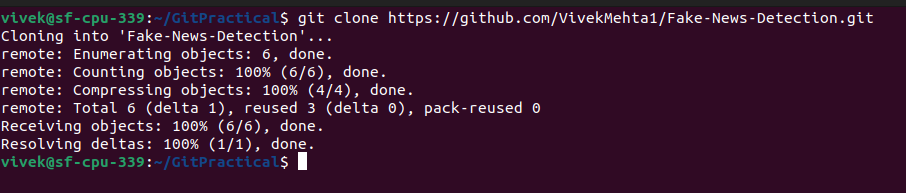 vivek@sf-cpu-339:~/GitPractical$ git clone https://github.com/VivekMehta1/Fake-News-Detection.git
Cloning into 'Fake-News-Detection'...
remote: Enumerating objects: 6, done.
remote: Counting objects: 100% (6/6), done.
remote: Compressing objects: 100% (4/4), done.
remote: Total 6 (delta 1), reused 3 (delta 0), pack-reused 0
Receiving objects: 100% (6/6), done.
Resolving deltas: 100% (1/1), done.
vivek@sf-cpu-339:~/GitPractical$